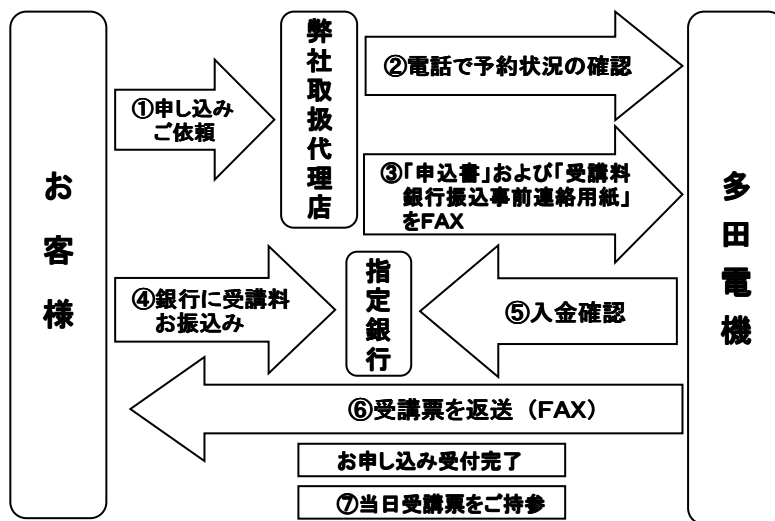 お客様
弊社取扱代理店
多田電機
①申し込み
ご依頼
②電話で予約状況の確認
③「申込書」および「受講料
銀行振込事前連絡用紙」
をFAX
④銀行に受講料
お振込み
指定銀行
⑤入金確認
⑥受講票を返送（FAX）
お申し込み受付完了
⑦当日受講票をご持参